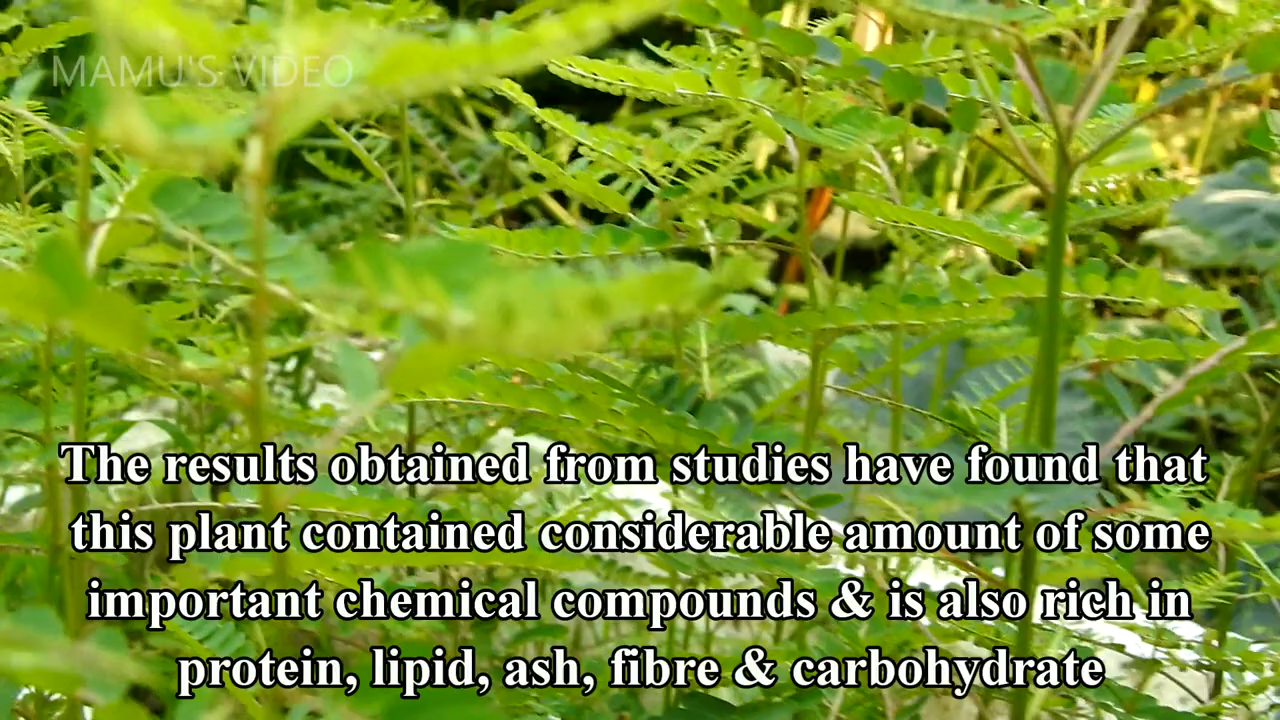 MAMU'S VIDEO
The results obtained from studies have found that
this plant contained considerable amount of some
important chemical compounds & is also rich in
protein, lipid, ash, fibre & carbohydrate